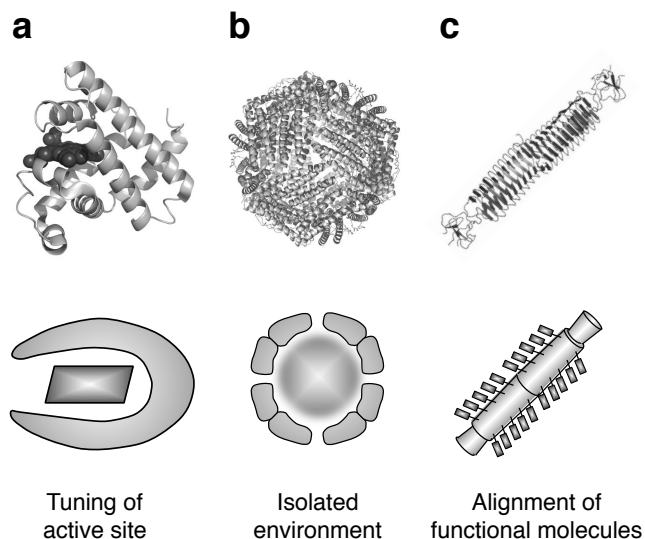 a
b
c
Tuning of
active site
Isolated
environment
Alignment of
functional molecules